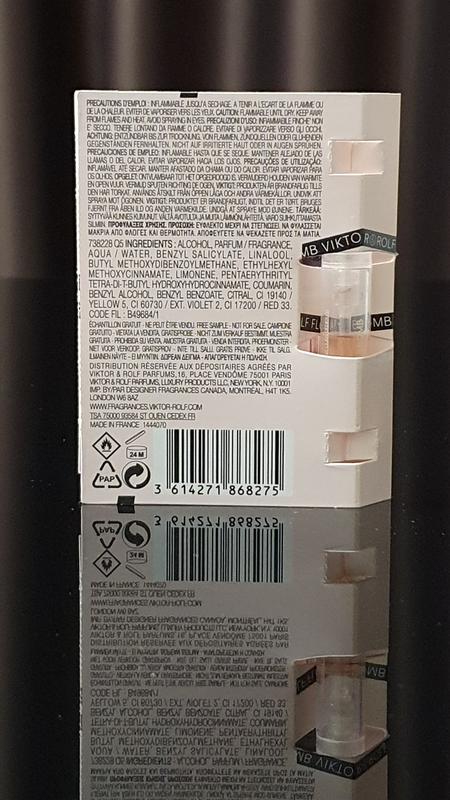 PRÉCAUTIONS D'EMPLOI : INFLAMMABLE JUSQU'À SÉCHAGE. A TENIR A L'ÉCART DE LA FLAMME OU
DE LA CHALEUR. EVITER DE VAPORISER VERS LES YEUX. CAUTION: FLAMMABLE UNTIL DRY. KEEP AWAY
FROM FLAME AND HEAT. AVOID SPRAYING IN EYES. PRECAUZIONI D'USO: INFIAMMABILE FINCHE' NON
E' SECCO. TENERE LONTANO DA FIAMME O CALORE. EVITARE DI VAPORIZZARE VERSO GLI OCCHI.
ACHTUNG: ENTZÜNDBAR BIS ZUR TROCKNUNG. VON FLAMMEN, ZÜNDQUELLEN ODER GLÜHENDEN
GEGENSTÄNDEN FERNHALTEN. NICHT AUF IRRITIERTE HAUT ODER IN AUGEN SPRÜHEN.
PRECAUCIONES DE EMPLEO: INFLAMABLE HASTA QUE SE SEQUE. MANTENER ALEJADO DE LAS
LLAMAS O DEL CALOR. EVITAR VAPORIZAR HACIA LOS OJOS. PRECAUÇÕES DE UTILIZAÇÃO:
INFLAMÁVEL ATÉ SECAR. MANTER AFASTADO DA CHAMA OU DO CALOR. EVITAR VAPORIZAR PARA
OS OLHOS. OPGELET: ONTVLAMBAAR TOT HET OPGEDROOGD IS. VERWIJDERD HOUDEN VAN WARMTE
EN OPEN VUUR. VERMIJD SPUITEN RICHTING DE OGEN. VIKTIGT: PRODUKTEN ÄR BRANDFARLIG TILLS
DEN HAR TORKAT. ANVÄNDS ÅTSKILT FRÅN ÖPPEN LÅGA OCH ANDRA VÄRMEKÄLLOR. UNDVIK ATT
SPRAYA MOT ÖGONEN. VIGTIGT: PRODUKTET ER BRANDFARLIGT, INDTIL DET ER TØRT. BRUGES
FJERNT FRA ÅBEN ILD OG ANDEN VARMEKILDE. UNDGÅ AT SPRAYE MOD ØJNENE. TÄRKEÄÄ:
SYTTYVÄÄ KUNNES KUIVUNUT. VÄLTÄ AVOTULTA JA MUITA LÄMMÖNLÄHTEITÄ. VARO SUIHKUTTAMASTA
SILMIIN. ΠΡΟΦΥΛΑΞΕΙΣ ΧΡΗΣΗΣ: ΠΡΟΣΟΧΗ: ΕΥΦΛΕΚΤΟ ΜΕΧΡΙ ΝΑ ΣΤΕΓΝΩΣΕΙ. ΝΑ ΦΥΛΑΣΣΕΤΑΙ
ΜΑΚΡΙΑ ΑΠΟ ΦΛΟΓΕΣ ΚΑΙ ΘΕΡΜΟΤΗΤΑ. ΑΠΟΦΕΥΓΕΤΕ ΝΑ ΨΕΚΑΖΕΤΕ ΠΡΟΣ ΤΑ ΜΑΤΙΑ.
738228 Q5 INGREDIENTS : ALCOHOL, PARFUM / FRAGRANCE,
AQUA / WATER, BENZYL SALICYLATE, LINALOOL,
BUTYL METHOXYDIBENZOYLMETHANE, ETHYLHEXYL
METHOXYCINNAMATE, LIMONENE, PENTAERYTHRITYL
TETRA-DI-T-BUTYL HYDROXYHYDROCINNAMATE, COUMARIN,
BENZYL ALCOHOL, BENZYL BENZOATE, CITRAL, CI 19140 /
YELLOW 5, CI 60730 / EXT. VIOLET 2, CI 17200 / RED 33.
CODE FIL : B49684/1
ÉCHANTILLON GRATUIT - NE PEUT ÊTRE VENDU. FREE SAMPLE - NOT FOR SALE. CAMPIONE
GRATUITO - VIETATA LA VENDITA. GRATISPROBE - NICHT ZUM VERKAUF BESTIMMT. MUESTRA
GRATUITA - PROHIBIDA SU VENTA. AMOSTRA GRATUITA - VENDA INTERDITA. PROEFMONSTER -
NIET VOOR VERKOOP. GRATISPROV - INTE TILL SALU. GRATIS PRØVE - IKKE TIL SALG.
ILMAINEN NÄYTE - EI MYYNTIIN. ΔΩΡΕΑΝ ΔΕΙΓΜΑ - ΑΠΑΓΟΡΕΥΕΤΑΙ Η ΠΩΛΗΣΗ.
DISTRIBUTION RÉSERVÉE AUX DÉPOSITAIRES AGRÉÉS PAR
VIKTOR & ROLF PARFUMS,16, PLACE VENDÔME 75001 PARIS
VIKTOR & ROLF PARFUMS, LUXURY PRODUCTS LLC, NEW YORK, N.Y. 10001
IMP. BY/PAR DESIGNER FRAGRANCES CANADA, MONTRÉAL, H4T 1K5.
LONDON W6 8AZ
WWW.FRAGRANCES.VIKTOR-ROLF.COM
TSA 75000 93584 ST OUEN CEDEX FR
MADE IN FRANCE 1444070
24 M
PAP
3 614271 868275
MB VIKTOR®ROLF
LF FL
MB